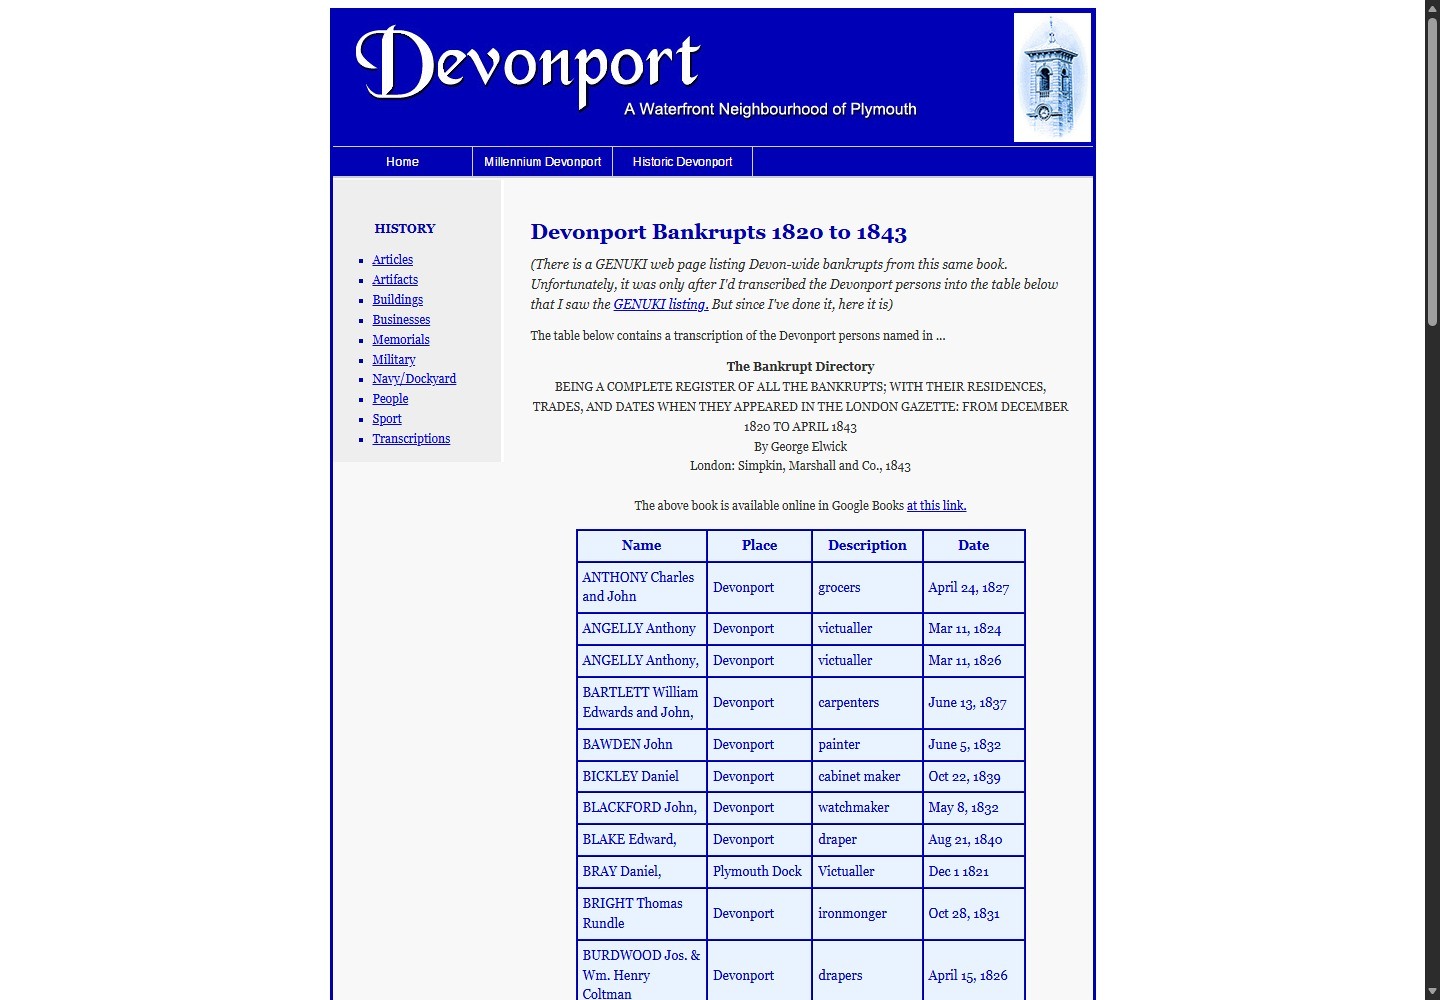 Devonport
A Waterfront Neighbourhood of Plymouth
Home
Millennium Devonport
Historic Devonport
HISTORY
Articles
Artifacts
Buildings
Businesses
Memorials
Military
Navy/Dockyard
People
Sport
Transcriptions
Devonport Bankrupts 1820 to 1843
(There is a GENUKI web page listing Devon-wide bankrupts from this same book.
Unfortunately, it was only after I'd transcribed the Devonport persons into the table below
that I saw the GENUKI listing. But since I've done it, here it is)
The table below contains a transcription of the Devonport persons named in ...
The Bankrupt Directory
BEING A COMPLETE REGISTER OF ALL THE BANKRUPTS; WITH THEIR RESIDENCES,
TRADES, AND DATES WHEN THEY APPEARED IN THE LONDON GAZETTE: FROM DECEMBER
1820 TO APRIL 1843
By George Elwick
London: Simpkin, Marshall and Co., 1843
The above book is available online in Google Books at this link.
Name Place Description Date
ANTHONY Charles
and John
Devonport grocers April 24, 1827
ANGELLY Anthony Devonport victualler Mar 11, 1824
ANGELLY Anthony, Devonport victualler Mar 11, 1826
BARTLETT William
Edwards and John,
Devonport carpenters June 13, 1837
BAWDEN John Devonport painter June 5, 1832
BICKLEY Daniel Devonport cabinet maker Oct 22, 1839
BLACKFORD John, Devonport watchmaker May 8, 1832
BLAKE Edward, Devonport draper Aug 21, 1840
BRAY Daniel, Plymouth Dock Victualler Dec 1 1821
BRIGHT Thomas
Rundle
Devonport ironmonger Oct 28, 1831
BURDWOOD Jos. &
Wm. Henry
Coltman
Devonport drapers April 15, 1826